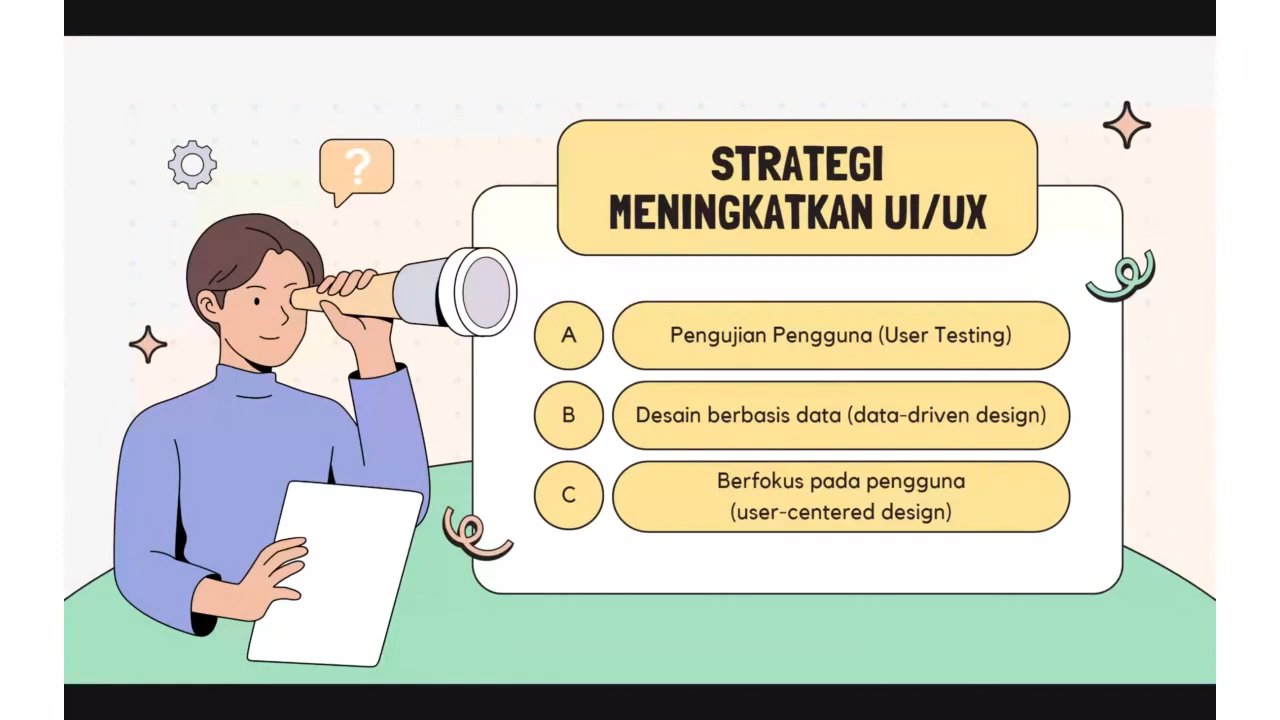 ?
STRATEGI
MENINGKATKAN UI/UX
A
Pengujian Pengguna (User Testing)
B
Desain berbasis data (data-driven design)
C
Berfokus pada pengguna
(user-centered design)